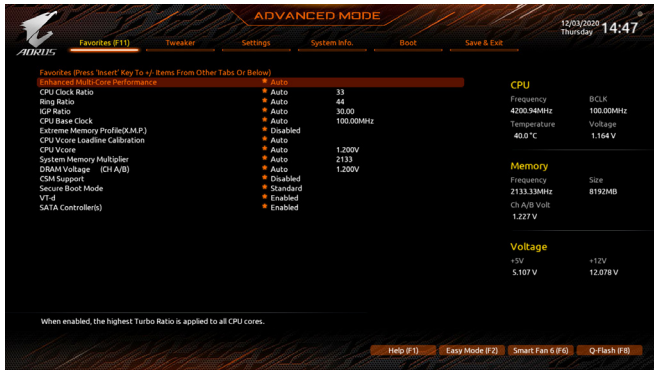 ADVANCED MODE
12/03/2020 Thursday 14:47
AORUS
Favorites (F11) Tweaker Settings System Info. Boot Save & Exit
Favorites (Press 'Insert' Key To +/- Items From Other Tabs Or Below)
Enhanced Multi-Core Performance Auto
CPU Clock Ratio Auto 33
Ring Ratio Auto 44
IGP Ratio Auto 30.00
CPU Base Clock Auto 100.00MHz
Extreme Memory Profile(X.M.P.) Disabled
CPU Vcore Loadline Calibration Auto
CPU Vcore Auto 1.200V
System Memory Multiplier Auto 2133
DRAM Voltage (CH A/B) Auto 1.200V
CSM Support Disabled
Secure Boot Mode Standard
VT-d Enabled
SATA Controller(s) Enabled
CPU
Frequency BCLK
4200.94MHz 100.00MHz
Temperature Voltage
40.0 °C 1.164 V
Memory
Frequency Size
2133.33MHz 8192MB
Ch A/B Volt
1.227 V
Voltage
+5V +12V
5.107 V 12.078 V
When enabled, the highest Turbo Ratio is applied to all CPU cores.
Help (F1) Easy Mode (F2) Smart Fan 6 (F6) Q-Flash (F8)